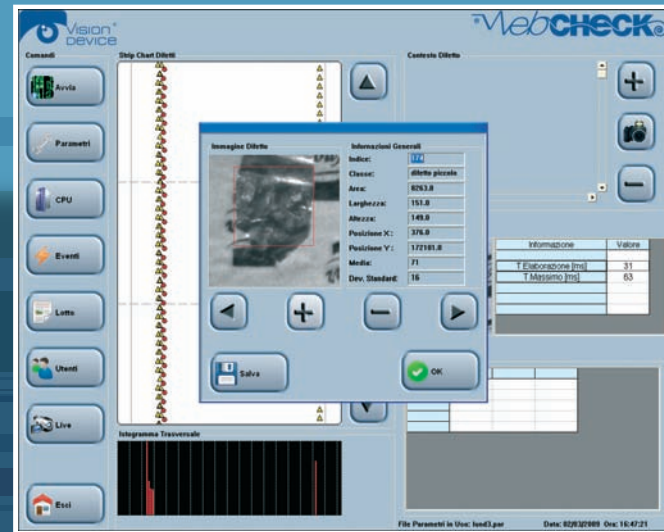 Vision
DEVICE
WebCHECK
Comandi
Strip Chart Difetti
Contesto Difetto
Avvia
Parametri
CPU
Eventi
Lotto
Utenti
Live
Esci
Immagine Difetto
Informazioni Generali
Indice: 174
Classe: difetto piccolo
Area: 8263.0
Larghezza: 151.0
Altezza: 149.0
Posizione X: 376.0
Posizione Y: 172181.0
Media: 71
Dev. Standard: 16
Salva
OK
Informazione Valore
T.Elaborazione [ms] 31
T.Massimo [ms] 63
Istogramma Trasversale
File Parametri in Uso: lund3.par Data: 02/03/2009 Ora: 16:47:21